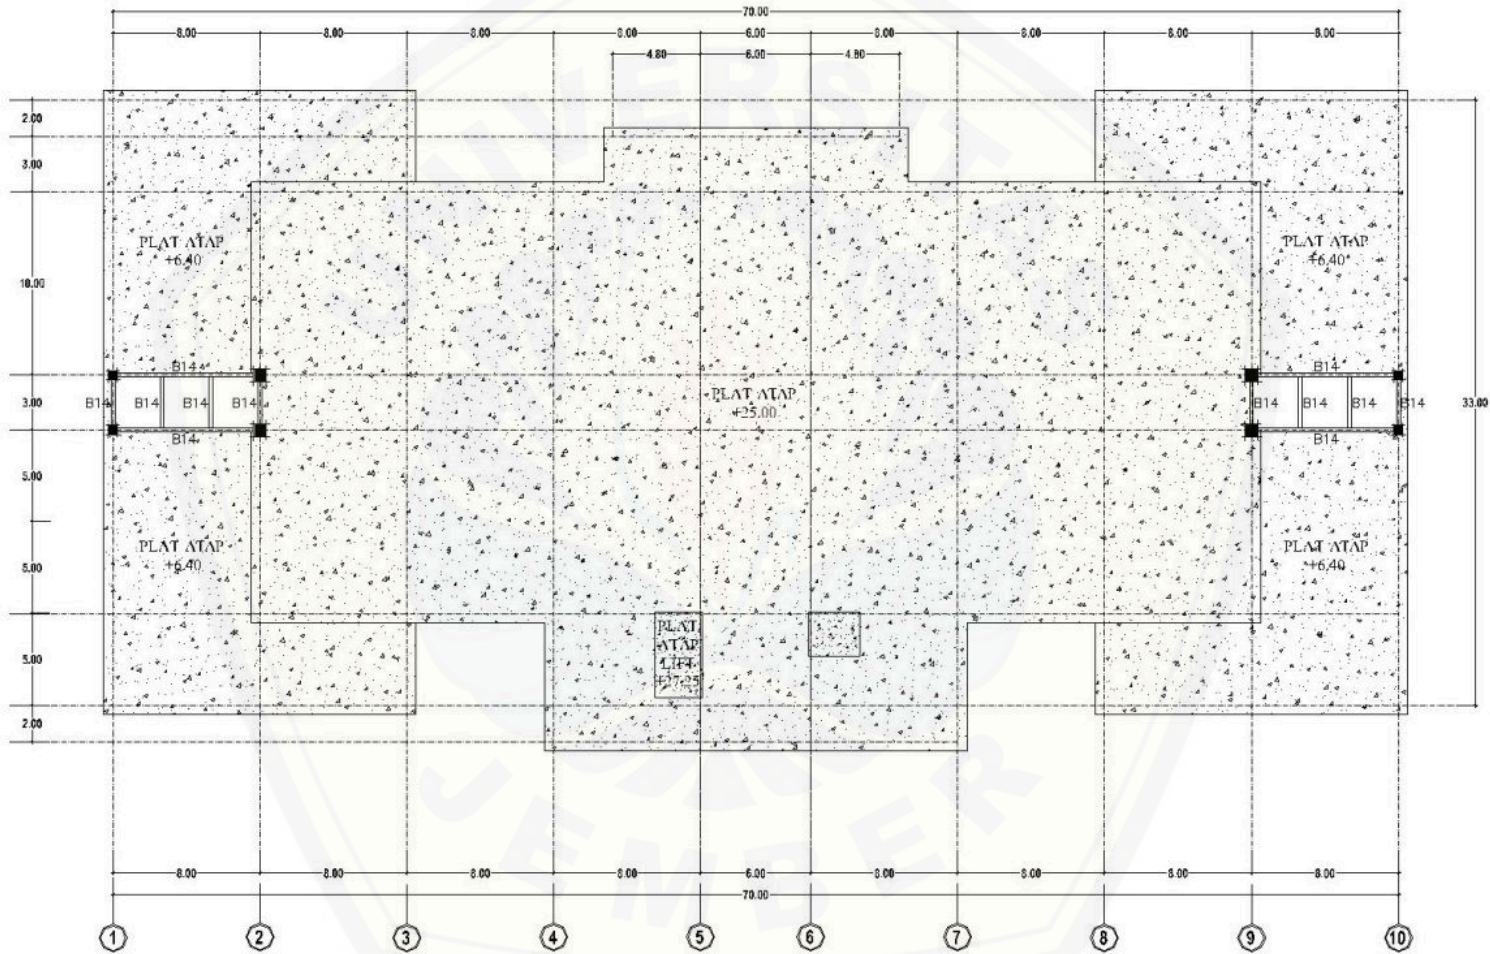 70.00
8.00 8.00 8.00 8.00 6.00 8.00 8.00 8.00 8.00
4.80 6.00 4.80
2.00
3.00
PLAT ATAP
+6.40
PLAT ATAP
+6.40
10.00
B14
B14
PLAT ATAP
+25.00
B14 B14 B14 B14
B14 B14 B14 B14
3.00
33.00
B14
B14
5.00
PLAT ATAP
+6.40
PLAT ATAP
+6.40
5.00
PLAT
ATAP
LIFT
+27.25
5.00
2.00
8.00 8.00 8.00 8.00 6.00 8.00 8.00 8.00 8.00
70.00
1 2 3 4 5 6 7 8 9 10
UNIVERSITAS
JEMBER